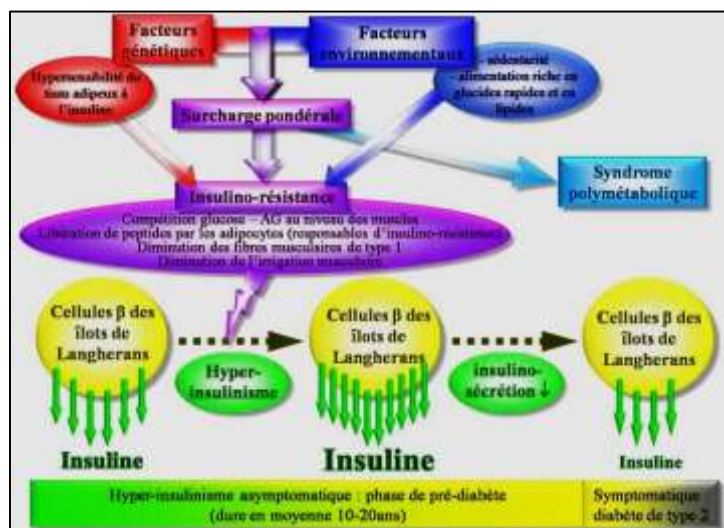 Facteurs
génétiques
Facteurs
environnementaux
Hypersensibilité du
tissu adipeux à
l'insuline
- sédentarité
- alimentation riche en
glucides rapides et en
lipides
Surcharge pondérale
Syndrome
polymétabolique
Insulino-résistance
Compétition glucose – AG au niveau des muscles
Libération de peptides par les adipocytes (responsables d'insulino-résistance)
Diminution des fibres musculaires de type 1
Diminution de l'irrigation musculaire
Cellules β des
îlots de
Langherans
Hyper-
insulinisme
Cellules β des
îlots de
Langherans
insulino-
sécrétion ↓
Cellules β des
îlots de
Langherans
Insuline
Insuline
Insuline
Hyper-insulinisme asymptomatique : phase de pré-diabète
(dure en moyenne 10-20ans)
Symptomatique
diabète de type 2